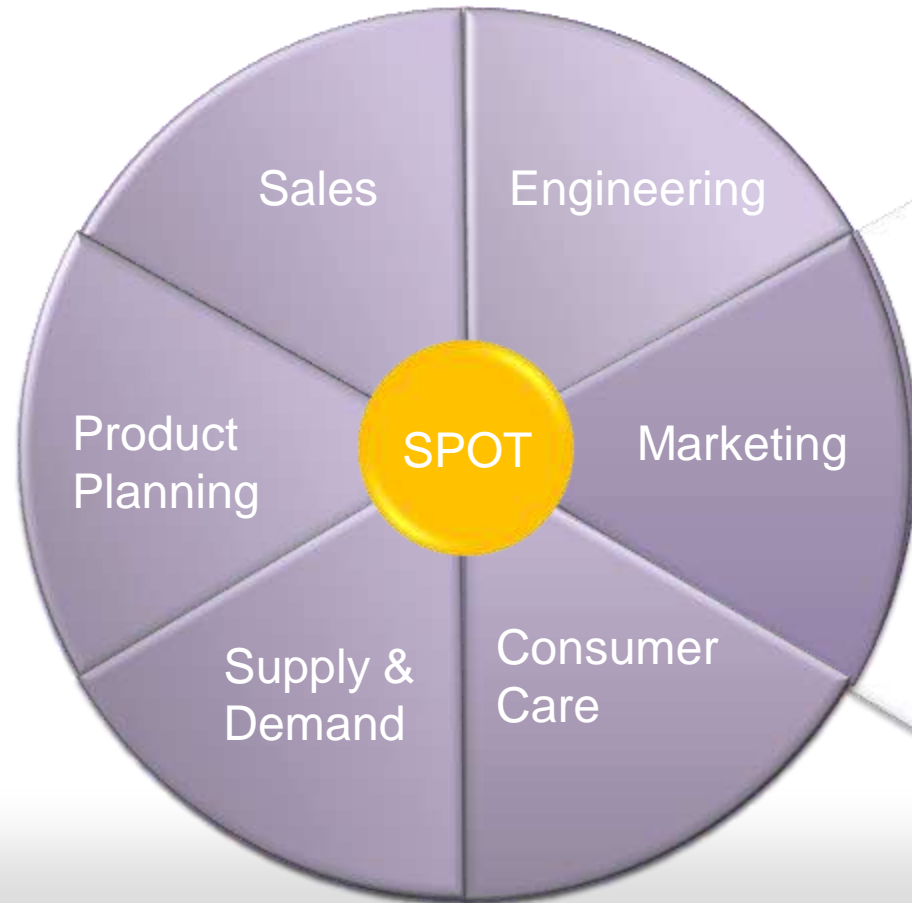 Sales
Engineering
Product
Planning
SPOT
Marketing
Supply &
Demand
Consumer
Care